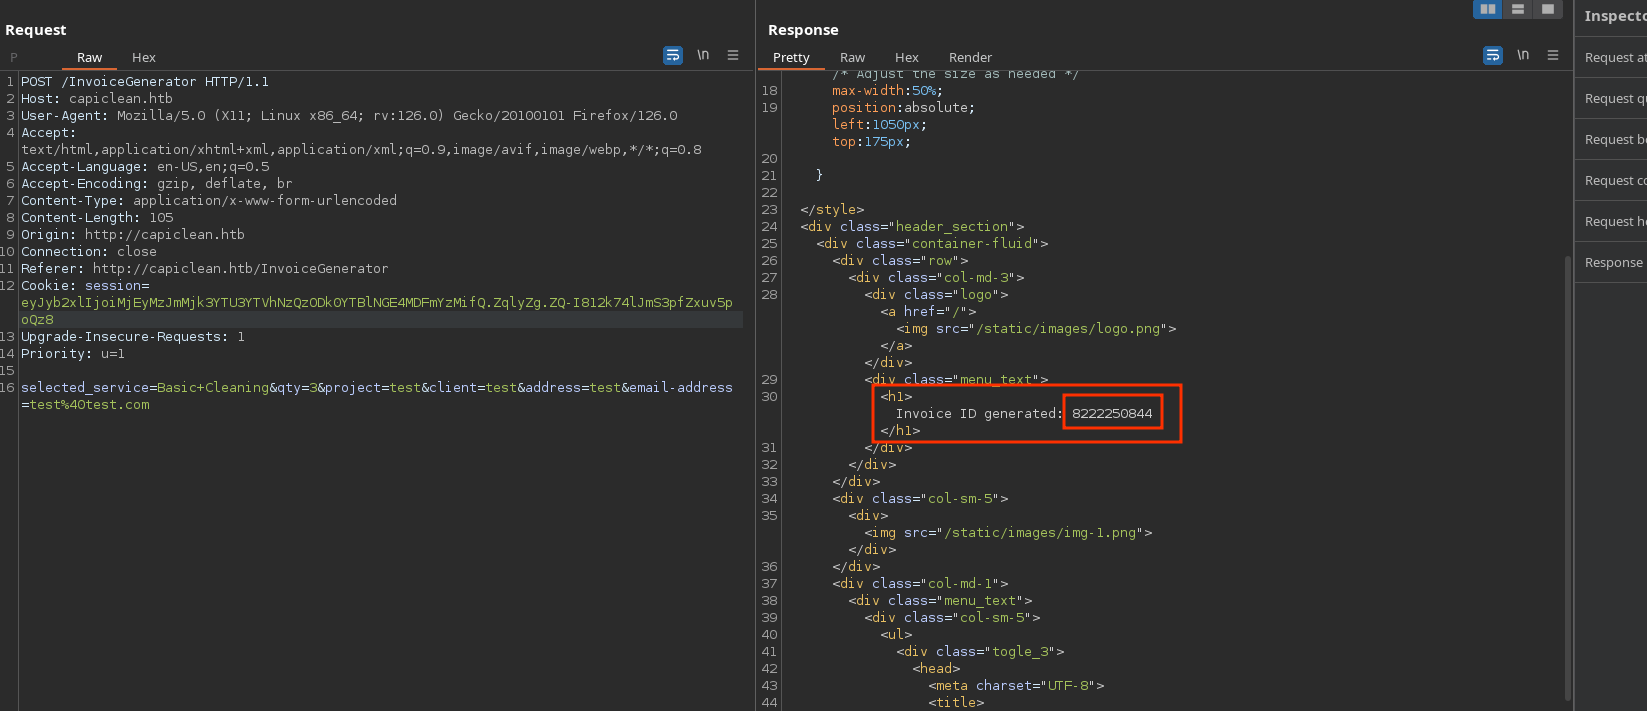 Request
P
Raw
Hex
\n
1 POST /InvoiceGenerator HTTP/1.1
2 Host: capiclean.htb
3 User-Agent: Mozilla/5.0 (X11; Linux x86_64; rv:126.0) Gecko/20100101 Firefox/126.0
4 Accept:
text/html,application/xhtml+xml,application/xml;q=0.9,image/avif,image/webp,*/*;q=0.8
5 Accept-Language: en-US,en;q=0.5
6 Accept-Encoding: gzip, deflate, br
7 Content-Type: application/x-www-form-urlencoded
8 Content-Length: 105
9 Origin: http://capiclean.htb
10 Connection: close
11 Referer: http://capiclean.htb/InvoiceGenerator
12 Cookie: session=
eyJyb2xlIjoiMjEyMzJmMjk3YTU3YTVhNzQzODk0YTBlNGE4MDFmYzMifQ.ZqlyZg.ZQ-I812k74lJmS3pfZxuv5p
oQz8
13 Upgrade-Insecure-Requests: 1
14 Priority: u=1
15
16 selected_service=Basic+Cleaning&qty=3&project=test&client=test&address=test&email-address
=test%40test.com
Response
Pretty
Raw
Hex
Render
\n
/* Adjust the size as needed */
18 max-width:50%;
19 position:absolute;
left:1050px;
top:175px;
20
21 }
22
23 </style>
24 <div class="header_section">
25 <div class="container-fluid">
26 <div class="row">
27 <div class="col-md-3">
28 <div class="logo">
<a href="/">
<img src="/static/images/logo.png">
</a>
</div>
29 <div class="menu_text">
30 <h1>
Invoice ID generated: 8222250844
</h1>
31 </div>
32 </div>
33 </div>
34 <div class="col-sm-5">
35 <div>
<img src="/static/images/img-1.png">
</div>
36 </div>
37 <div class="col-md-1">
38 <div class="menu_text">
39 <div class="col-sm-5">
40 <ul>
41 <div class="togle_3">
42 <head>
43 <meta charset="UTF-8">
44 <title>
Inspecto
Request at
Request qu
Request bo
Request co
Request he
Response